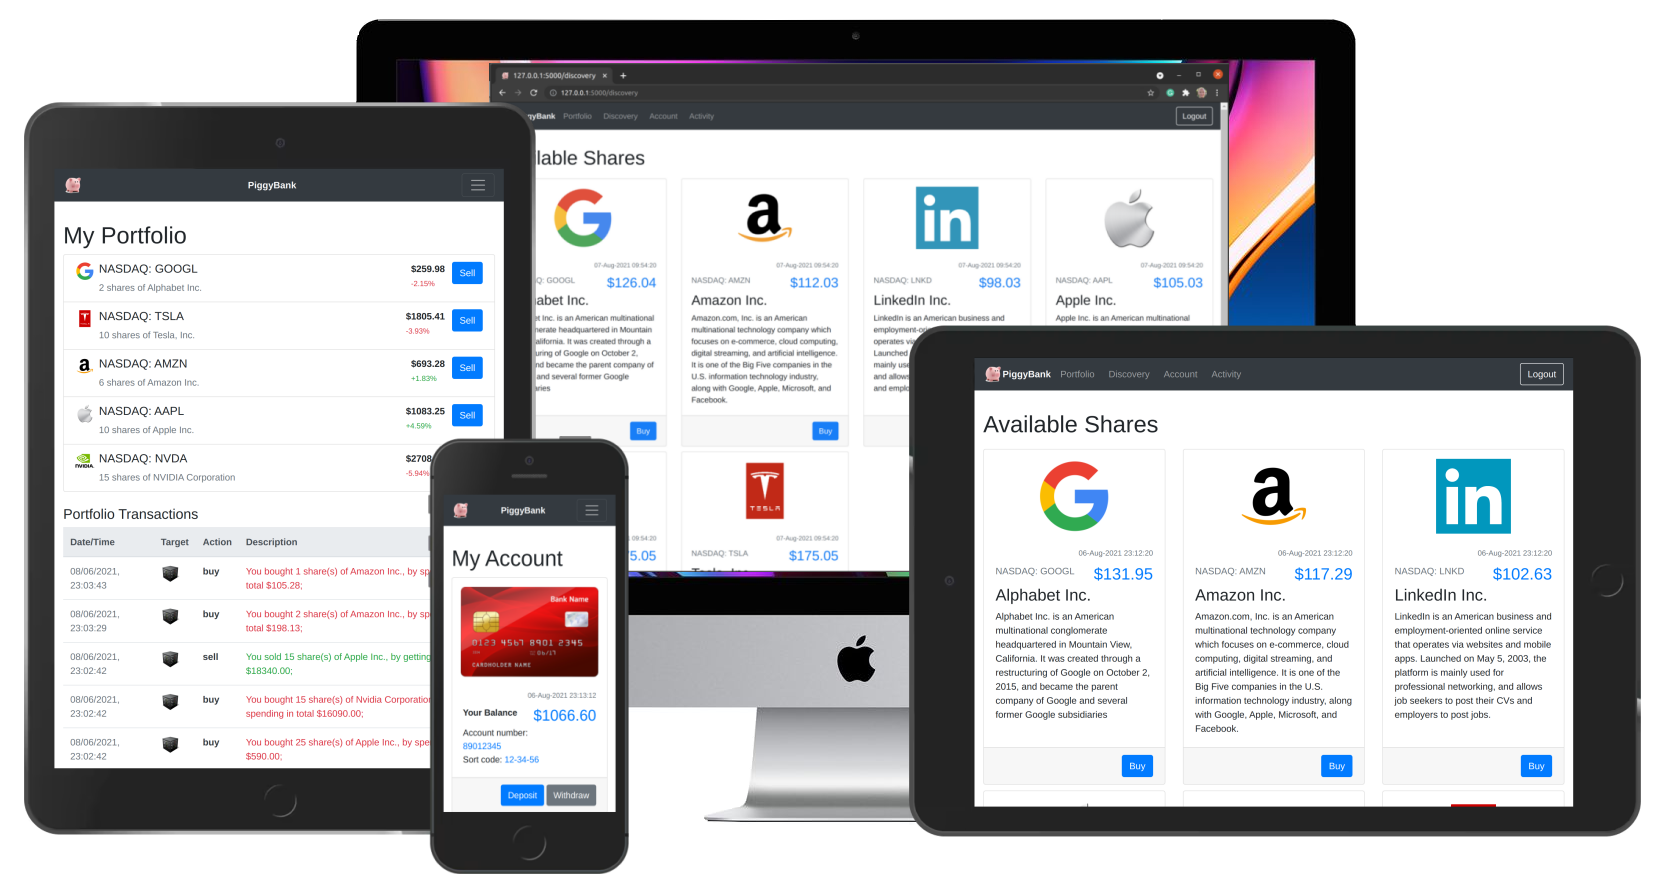 127.0.0.1:5000/discovery
127.0.0.1:5000/discovery
yBank Portfolio Discovery Account Activity
Logout
lable Shares
07-Aug-2021 09:54:20
Q: GOOGL $126.04
abet Inc.
et Inc. is an American multinational
nerate headquartered in Mountain
alifornia. It was created through a
uring of Google on October 2,
nd became the parent company of
and several former Google
aries
Buy
a
07-Aug-2021 09:54:20
NASDAQ: AMZN $112.03
Amazon Inc.
Amazon.com, Inc. is an American
multinational technology company which
focuses on e-commerce, cloud computing,
digital streaming, and artificial intelligence.
It is one of the Big Five companies in the
U.S. information technology industry,
along with Google, Apple, Microsoft, and
Facebook.
Buy
in
07-Aug-2021 09:54:20
NASDAQ: LNKD $98.03
LinkedIn Inc.
LinkedIn is an American business and
employment-or
operates via
Launched
mainly use
and allows
and emplo
07-Aug-2021 09:54:20
NASDAQ: AAPL $105.03
Apple Inc.
Apple Inc. is an American multinational
09:54:20
5.05
TESLA
07-Aug-2021 09:54:20
NASDAQ: TSLA $175.05
PiggyBank
My Portfolio
NASDAQ: GOOGL $259.98 Sell
2 shares of Alphabet Inc. -2.15%
NASDAQ: TSLA $1805.41 Sell
10 shares of Tesla, Inc. -3.93%
a NASDAQ: AMZN $693.28 Sell
6 shares of Amazon Inc. +1.83%
NASDAQ: AAPL $1083.25 Sell
10 shares of Apple Inc. +4.59%
NVIDIA NASDAQ: NVDA $2708
15 shares of NVIDIA Corporation -5.94%
Portfolio Transactions
Date/Time Target Action Description
08/06/2021, buy You bought 1 share(s) of Amazon Inc., by sp
23:03:43 total $105.28;
08/06/2021, buy You bought 2 share(s) of Amazon Inc., by sp
23:03:29 total $198.13;
08/06/2021, sell You sold 15 share(s) of Apple Inc., by getting
23:02:42 $18340.00;
08/06/2021, buy You bought 15 share(s) of Nvidia Corporation
23:02:42 spending in total $16090.00;
08/06/2021, buy You bought 25 share(s) of Apple Inc., by spe
23:02:42 $590.00;
PiggyBank
My Account
Bank Name
0123 4567 8901 2345
06/17
CARDHOLDER NAME
06-Aug-2021 23:13:12
Your Balance $1066.60
Account number:
89012345
Sort code: 12-34-56
Deposit Withdraw
PiggyBank Portfolio Discovery Account Activity Logout
Available Shares
06-Aug-2021 23:12:20
NASDAQ: GOOGL $131.95
Alphabet Inc.
Alphabet Inc. is an American
multinational conglomerate
headquartered in Mountain View,
California. It was created through a
restructuring of Google on October 2,
2015, and became the parent
company of Google and several
former Google subsidiaries
Buy
a
06-Aug-2021 23:12:20
NASDAQ: AMZN $117.29
Amazon Inc.
Amazon.com, Inc. is an American
multinational technology company
which focuses on e-commerce, cloud
computing, digital streaming, and
artificial intelligence. It is one of the
Big Five companies in the U.S.
information technology industry, along
with Google, Apple, Microsoft, and
Facebook.
Buy
in
06-Aug-2021 23:12:20
NASDAQ: LNKD $102.63
LinkedIn Inc.
LinkedIn is an American business and
employment-oriented online service
that operates via websites and mobile
apps. Launched on May 5, 2003, the
platform is mainly used for
professional networking, and allows
job seekers to post their CVs and
employers to post jobs.
Buy